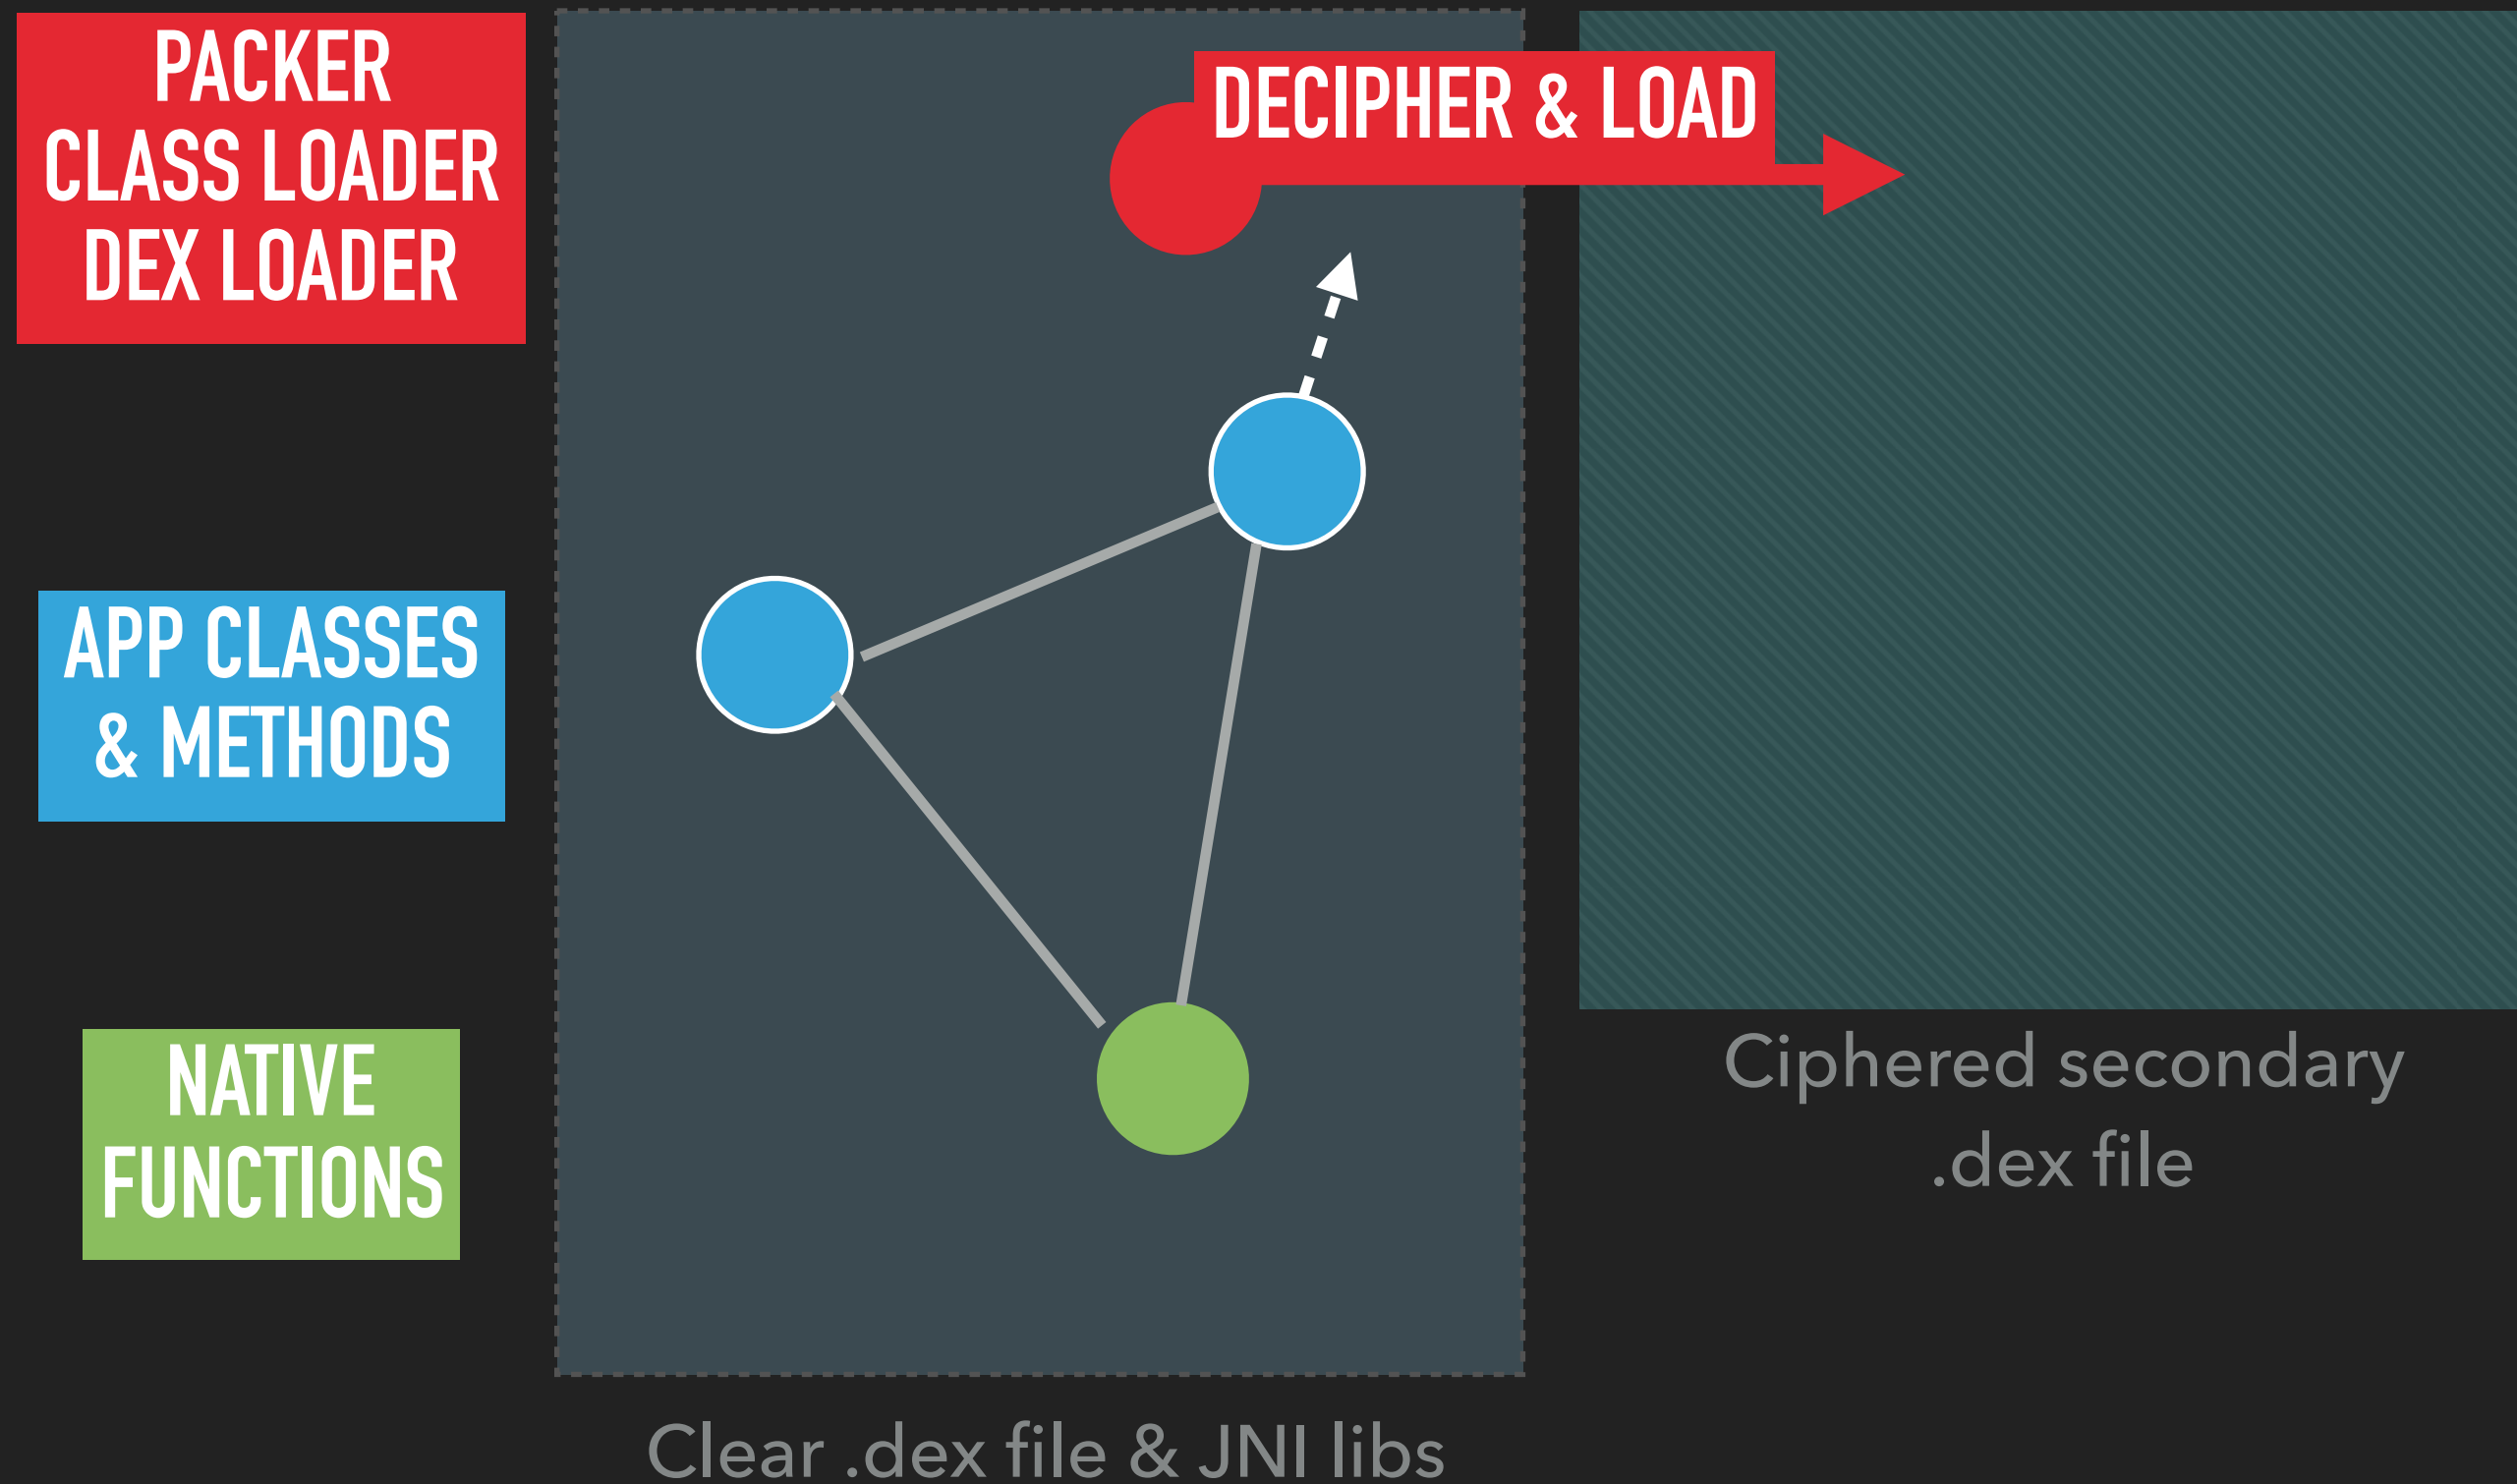 PACKER
CLASS LOADER
DEX LOADER
DECIPHER & LOAD
APP CLASSES
& METHODS
NATIVE
FUNCTIONS
Ciphered secondary
.dex file
Clear .dex file & JNI libs